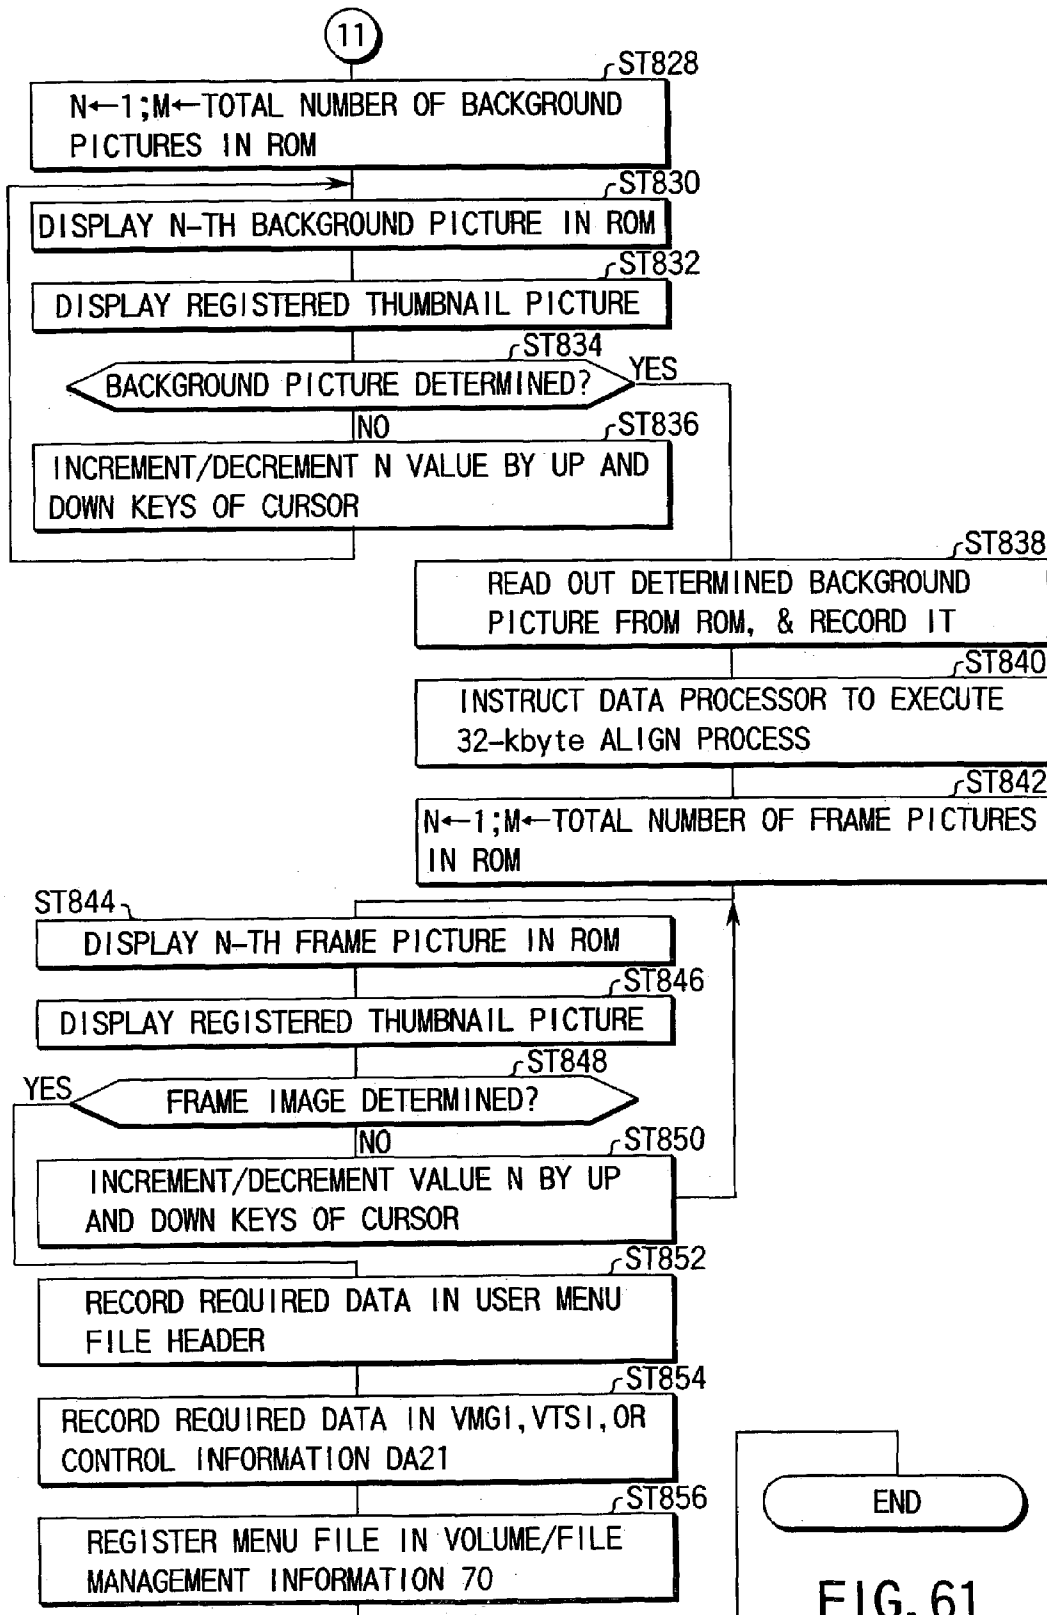 11
ST828
N←1;M←TOTAL NUMBER OF BACKGROUND
PICTURES IN ROM
ST830
DISPLAY N-TH BACKGROUND PICTURE IN ROM
ST832
DISPLAY REGISTERED THUMBNAIL PICTURE
ST834
BACKGROUND PICTURE DETERMINED?
YES
NO
ST836
INCREMENT/DECREMENT N VALUE BY UP AND
DOWN KEYS OF CURSOR
ST838
READ OUT DETERMINED BACKGROUND
PICTURE FROM ROM, & RECORD IT
ST840
INSTRUCT DATA PROCESSOR TO EXECUTE
32-kbyte ALIGN PROCESS
ST842
N←1;M←TOTAL NUMBER OF FRAME PICTURES
IN ROM
ST844
DISPLAY N-TH FRAME PICTURE IN ROM
ST846
DISPLAY REGISTERED THUMBNAIL PICTURE
ST848
YES
FRAME IMAGE DETERMINED?
NO
ST850
INCREMENT/DECREMENT VALUE N BY UP
AND DOWN KEYS OF CURSOR
ST852
RECORD REQUIRED DATA IN USER MENU
FILE HEADER
ST854
RECORD REQUIRED DATA IN VMGI,VTSI,OR
CONTROL INFORMATION DA21
ST856
REGISTER MENU FILE IN VOLUME/FILE
MANAGEMENT INFORMATION 70
END
FIG.61